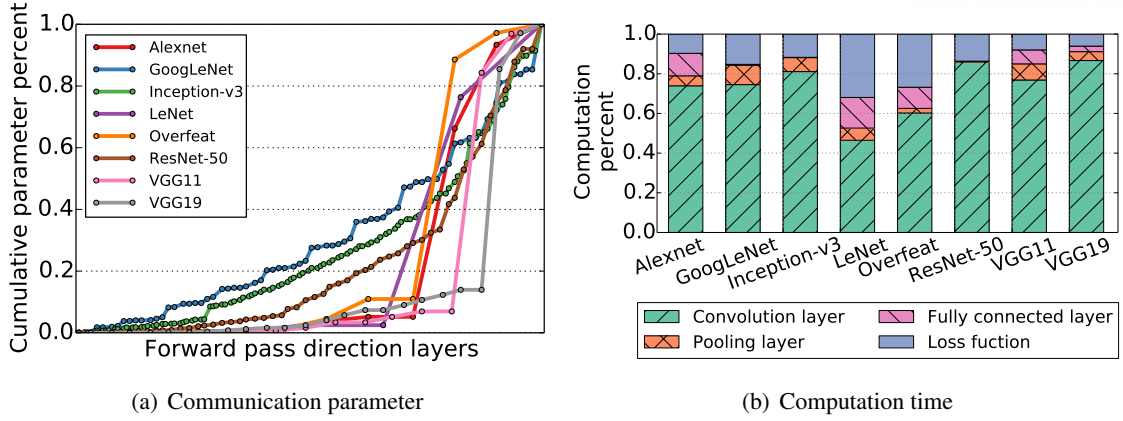 Cumulative parameter percent
1.0
0.8
0.6
0.4
0.2
0.0
Alexnet
GoogLeNet
Inception-v3
LeNet
Overfeat
ResNet-50
VGG11
VGG19
Forward pass direction layers
(a) Communication parameter
Computation
percent
1.0
0.8
0.6
0.4
0.2
0.0
Alexnet
GoogLeNet
Inception-v3
LeNet
Overfeat
ResNet-50
VGG11
VGG19
Convolution layer
Pooling layer
Fully connected layer
Loss fuction
(b) Computation time